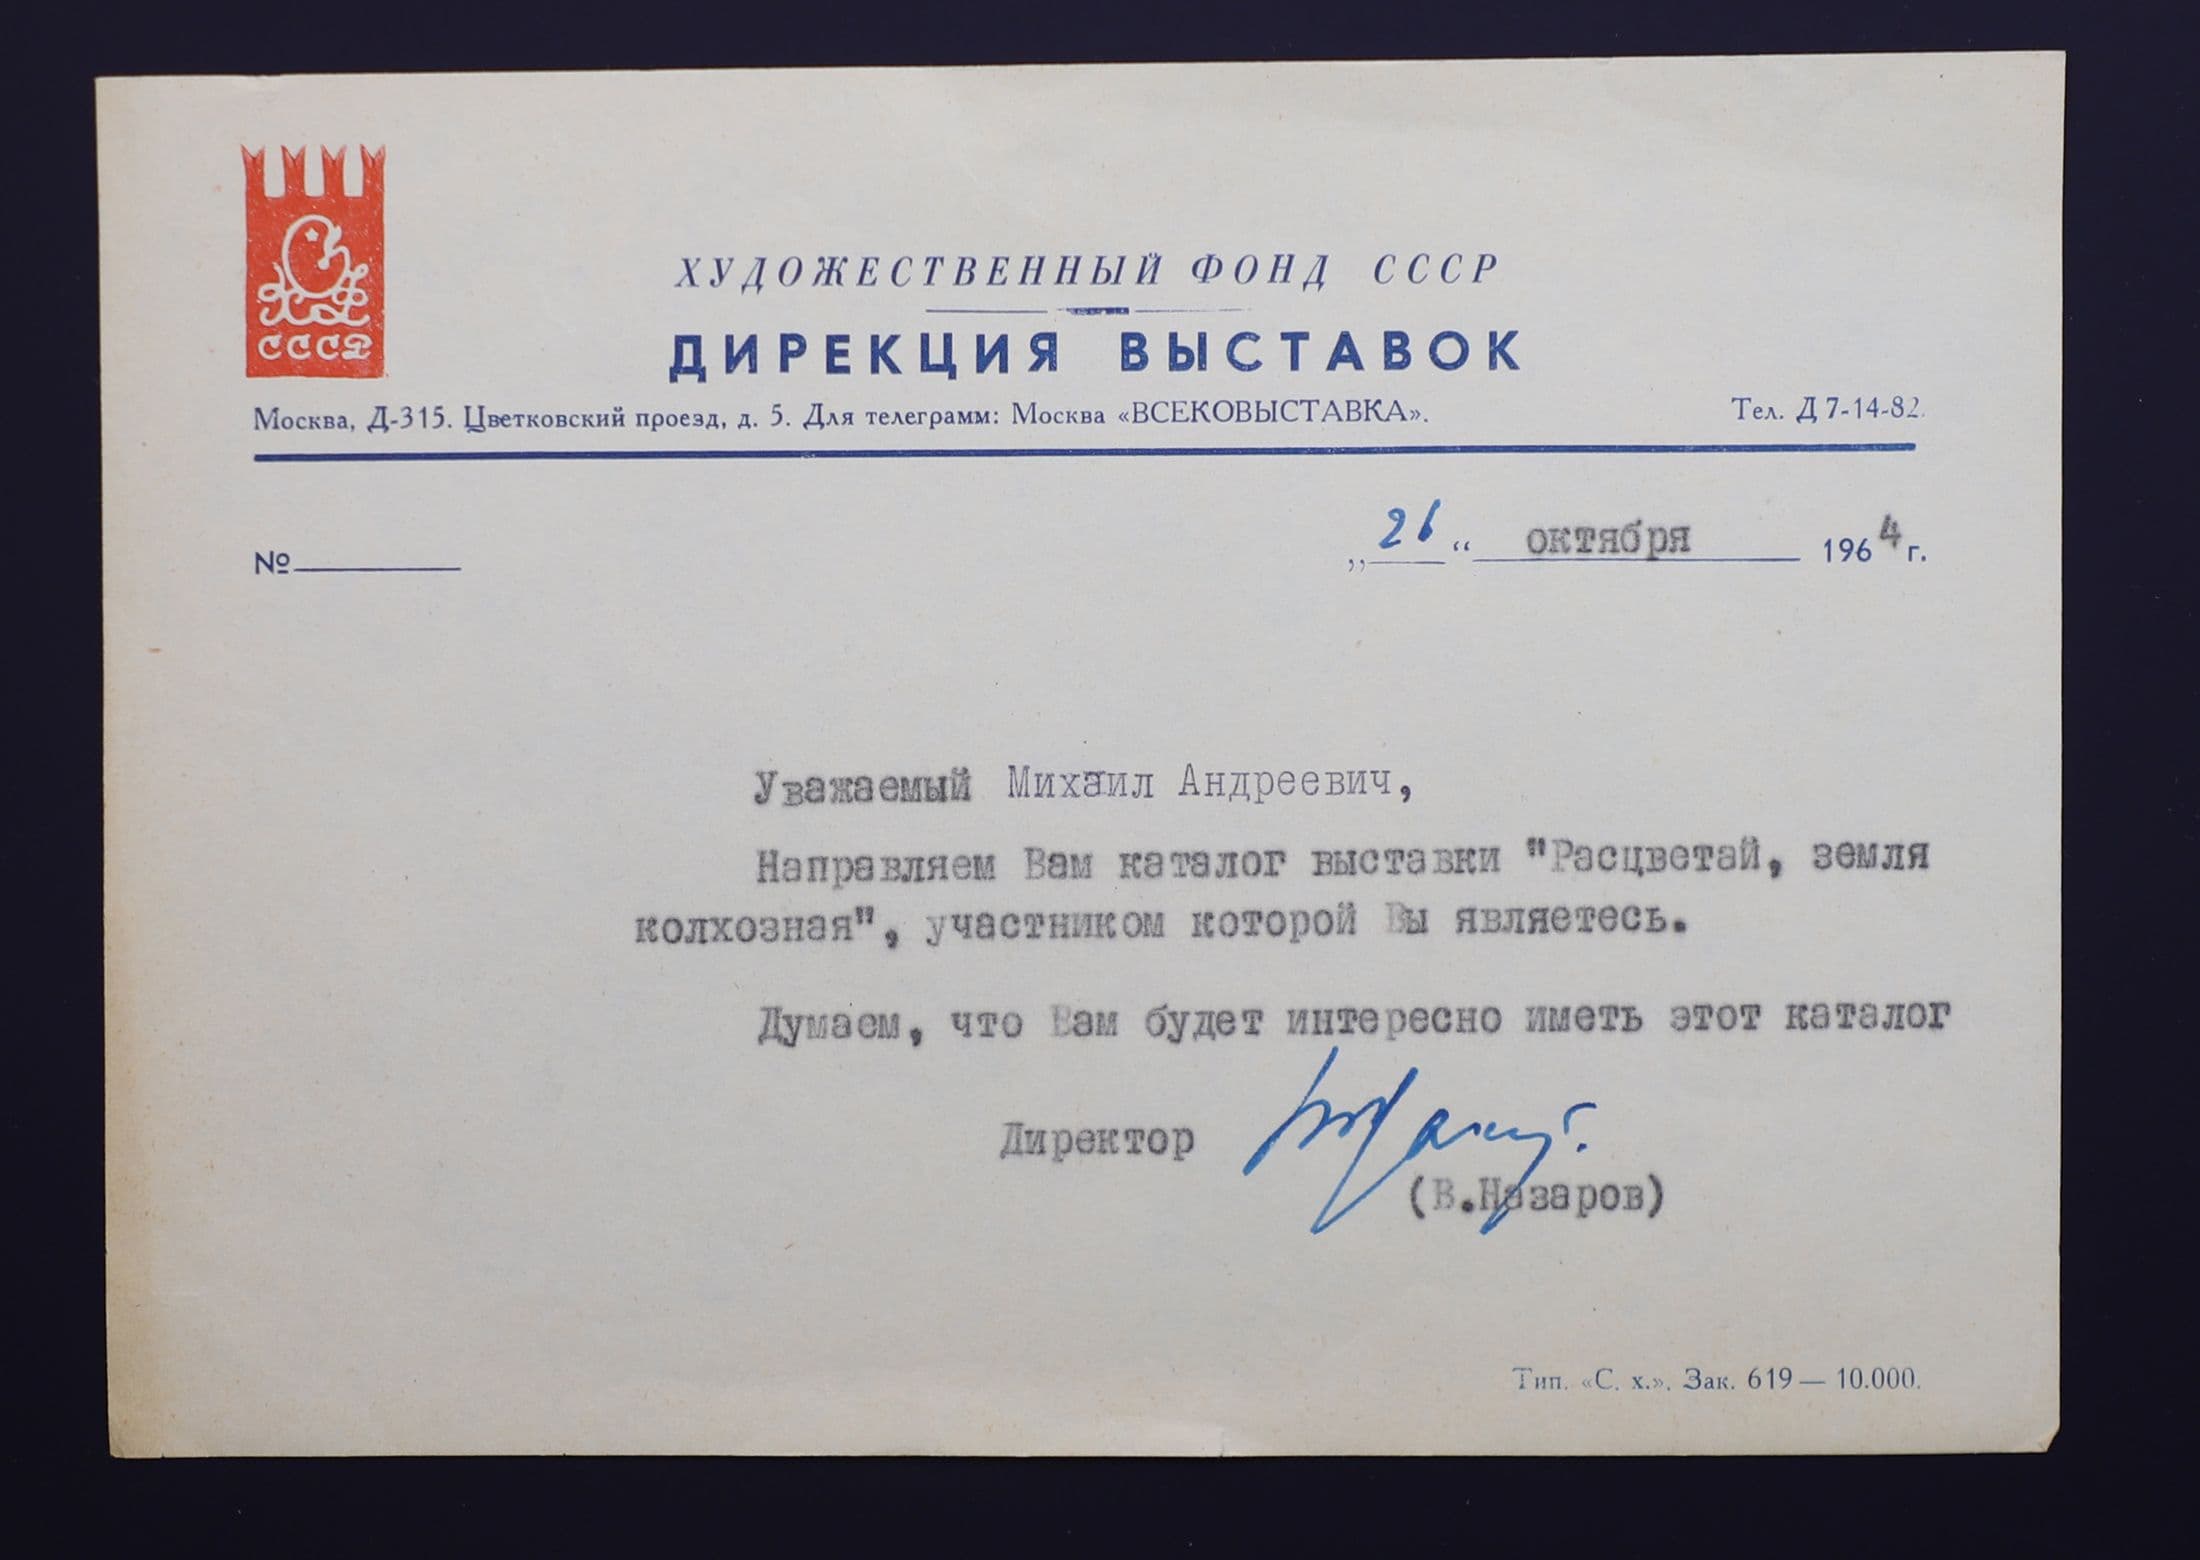 СССР
ХУДОЖЕСТВЕННЫЙ ФОНД СССР
ДИРЕКЦИЯ ВЫСТАВОК
Москва, Д-315. Цветковский проезд, д. 5. Для телеграмм: Москва «ВСЕКОВЫСТАВКА». Тел. Д 7-14-82.
№ „26“ октября 1964 г.
Уважаемый Михаил Андреевич,
Направляем Вам каталог выставки "Расцветай, земля
колхозная", участником которой Вы являетесь.
Думаем, что Вам будет интересно иметь этот каталог
Директор
(В.Назаров)
Тип. «С. х.». Зак. 619 — 10.000.